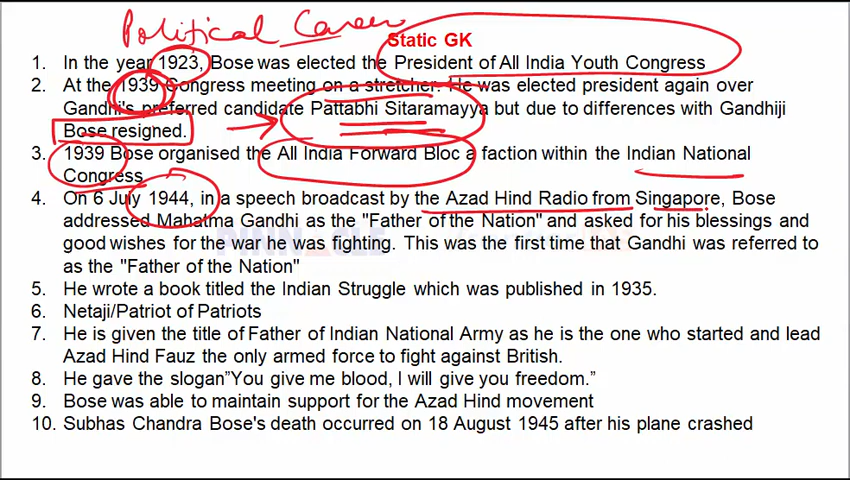 Political Career
Static GK
1. In the year 1923, Bose was elected the President of All India Youth Congress
2. At the 1939 Congress meeting on a stretcher. He was elected president again over
Gandhi's preferred candidate Pattabhi Sitaramayya but due to differences with Gandhiji
Bose resigned.
3. 1939 Bose organised the All India Forward Bloc a faction within the Indian National
Congress
4. On 6 July 1944, in a speech broadcast by the Azad Hind Radio from Singapore, Bose
addressed Mahatma Gandhi as the "Father of the Nation" and asked for his blessings and
good wishes for the war he was fighting. This was the first time that Gandhi was referred to
as the "Father of the Nation"
5. He wrote a book titled the Indian Struggle which was published in 1935.
6. Netaji/Patriot of Patriots
7. He is given the title of Father of Indian National Army as he is the one who started and lead
Azad Hind Fauz the only armed force to fight against British.
8. He gave the slogan”You give me blood, I will give you freedom.”
9. Bose was able to maintain support for the Azad Hind movement
10. Subhas Chandra Bose's death occurred on 18 August 1945 after his plane crashed